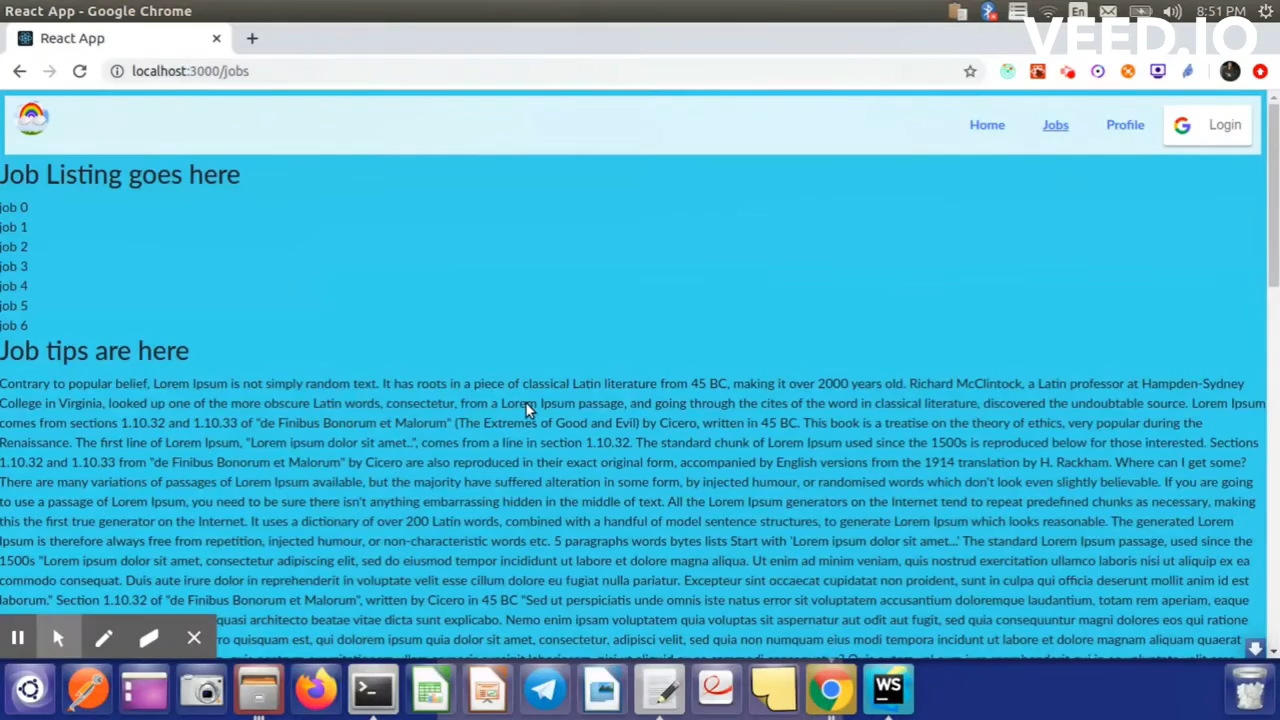 React App - Google Chrome
En
8:51 PM
React App
VEED.IO
localhost:3000/jobs
Home
Jobs
Profile
Login
Job Listing goes here
job 0
job 1
job 2
job 3
job 4
job 5
job 6
Job tips are here
Contrary to popular belief, Lorem Ipsum is not simply random text. It has roots in a piece of classical Latin literature from 45 BC, making it over 2000 years old. Richard McClintock, a Latin professor at Hampden-Sydney
College in Virginia, looked up one of the more obscure Latin words, consectetur, from a Lorem Ipsum passage, and going through the cites of the word in classical literature, discovered the undoubtable source. Lorem Ipsum
comes from sections 1.10.32 and 1.10.33 of "de Finibus Bonorum et Malorum" (The Extremes of Good and Evil) by Cicero, written in 45 BC. This book is a treatise on the theory of ethics, very popular during the
Renaissance. The first line of Lorem Ipsum, "Lorem ipsum dolor sit amet..", comes from a line in section 1.10.32. The standard chunk of Lorem Ipsum used since the 1500s is reproduced below for those interested. Sections
1.10.32 and 1.10.33 from "de Finibus Bonorum et Malorum" by Cicero are also reproduced in their exact original form, accompanied by English versions from the 1914 translation by H. Rackham. Where can I get some?
There are many variations of passages of Lorem Ipsum available, but the majority have suffered alteration in some form, by injected humour, or randomised words which don't look even slightly believable. If you are going
to use a passage of Lorem Ipsum, you need to be sure there isn't anything embarrassing hidden in the middle of text. All the Lorem Ipsum generators on the Internet tend to repeat predefined chunks as necessary, making
this the first true generator on the Internet. It uses a dictionary of over 200 Latin words, combined with a handful of model sentence structures, to generate Lorem Ipsum which looks reasonable. The generated Lorem
Ipsum is therefore always free from repetition, injected humour, or non-characteristic words etc. 5 paragraphs words bytes lists Start with 'Lorem ipsum dolor sit amet...' The standard Lorem Ipsum passage, used since the
1500s "Lorem ipsum dolor sit amet, consectetur adipiscing elit, sed do eiusmod tempor incididunt ut labore et dolore magna aliqua. Ut enim ad minim veniam, quis nostrud exercitation ullamco laboris nisi ut aliquip ex ea
commodo consequat. Duis aute irure dolor in reprehenderit in voluptate velit esse cillum dolore eu fugiat nulla pariatur. Excepteur sint occaecat cupidatat non proident, sunt in culpa qui officia deserunt mollit anim id est
laborum." Section 1.10.32 of "de Finibus Bonorum et Malorum", written by Cicero in 45 BC "Sed ut perspiciatis unde omnis iste natus error sit voluptatem accusantium doloremque laudantium, totam rem aperiam, eaque
quasi architecto beatae vitae dicta sunt explicabo. Nemo enim ipsam voluptatem quia voluptas sit aspernatur aut odit aut fugit, sed quia consequuntur magni dolores eos qui ratione
ro quisquam est, qui dolorem ipsum quia dolor sit amet, consectetur, adipisci velit, sed quia non numquam eius modi tempora incidunt ut labore et dolore magnam aliquam quaerat
WS